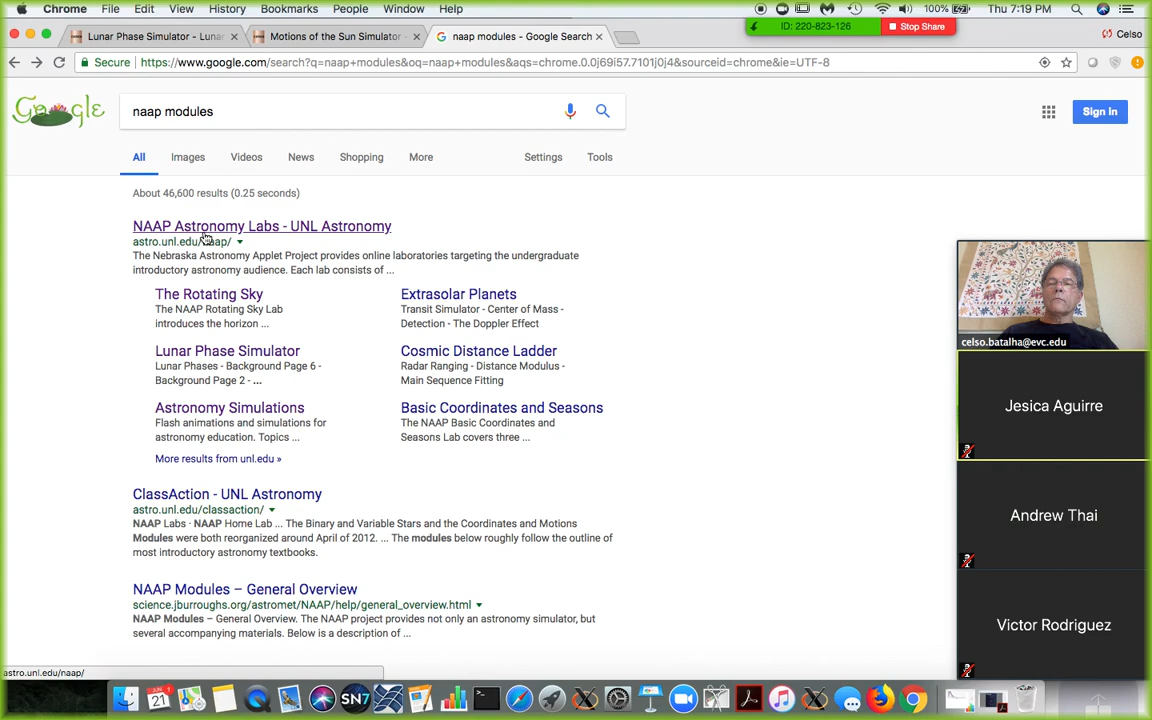 Chrome File Edit View History Bookmarks People Window Help 100% Thu 7:19 PM
ID: 220-823-126 Stop Share
Lunar Phase Simulator - Luna × Motions of the Sun Simulator - × naap modules - Google Search × Celso
Secure https://www.google.com/search?q=naap+modules&oq=naap+modules&aqs=chrome.0.0j69i57.7101j0j4&sourceid=chrome&ie=UTF-8
Google
naap modules
Sign in
All Images Videos News Shopping More Settings Tools
About 46,600 results (0.25 seconds)
NAAP Astronomy Labs - UNL Astronomy
astro.unl.edu/naap/
The Nebraska Astronomy Applet Project provides online laboratories targeting the undergraduate
introductory astronomy audience. Each lab consists of ...
The Rotating Sky
The NAAP Rotating Sky Lab
introduces the horizon ...
Extrasolar Planets
Transit Simulator - Center of Mass -
Detection - The Doppler Effect
Lunar Phase Simulator
Lunar Phases - Background Page 6 -
Background Page 2 - ...
Cosmic Distance Ladder
Radar Ranging - Distance Modulus -
Main Sequence Fitting
Astronomy Simulations
Flash animations and simulations for
astronomy education. Topics ...
Basic Coordinates and Seasons
The NAAP Basic Coordinates and
Seasons Lab covers three ...
More results from unl.edu »
ClassAction - UNL Astronomy
astro.unl.edu/classaction/
NAAP Labs · NAAP Home Lab ... The Binary and Variable Stars and the Coordinates and Motions
Modules were both reorganized around April of 2012. ... The modules below roughly follow the outline of
most introductory astronomy textbooks.
NAAP Modules – General Overview
science.jburroughs.org/astromet/NAAP/help/general_overview.html
NAAP Modules – General Overview. The NAAP project provides not only an astronomy simulator, but
several accompanying materials. Below is a description of ...
astro.unl.edu/naap/
celso.batalha@evc.edu
Jesica Aguirre
Andrew Thai
Victor Rodriguez
21
SN7